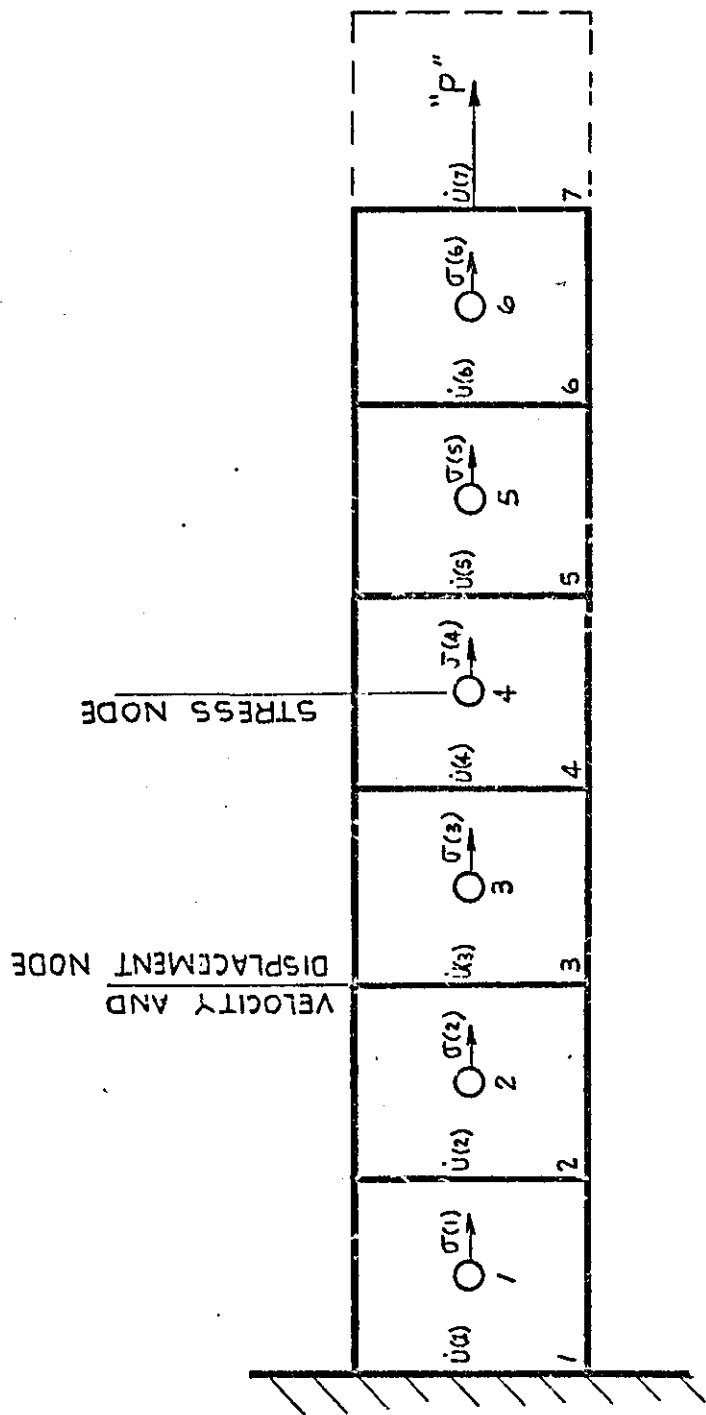 VELOCITY AND
DISPLACEMENT NODE
STRESS NODE
U̇(1) σ(1) U̇(2) σ(2) U̇(3) σ(3) U̇(4) σ(4) U̇(5) σ(5) U̇(6) σ(6) U̇(7) "P"
1 2 3 4 5 6
1 2 3 4 5 6 7